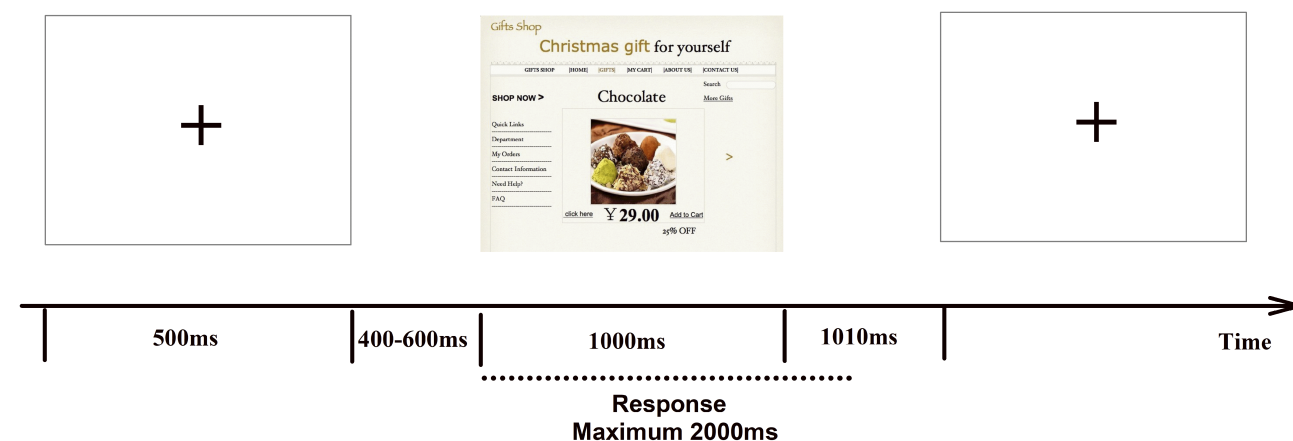 Gifts Shop
Christmas gift for yourself
GIFTS SHOP |HOME| |GIFTS| |MY CART| |ABOUT US| |CONTACT US|
Search
SHOP NOW >
Chocolate
More Gifts
Quick Links
Department
My Orders
Contact Information
Need Help?
FAQ
>
click here ¥ 29.00 Add to Cart
25% OFF
500ms
400-600ms
1000ms
1010ms
Time
Response
Maximum 2000ms